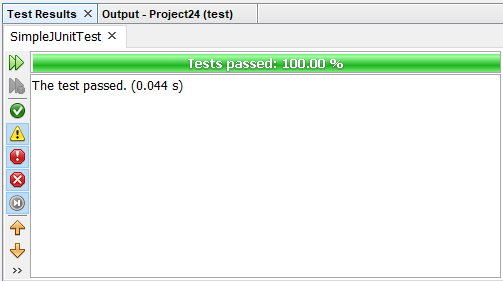 Test Results
Output - Project24 (test)
SimpleJUnitTest
Tests passed: 100.00 %
The test passed. (0.044 s)